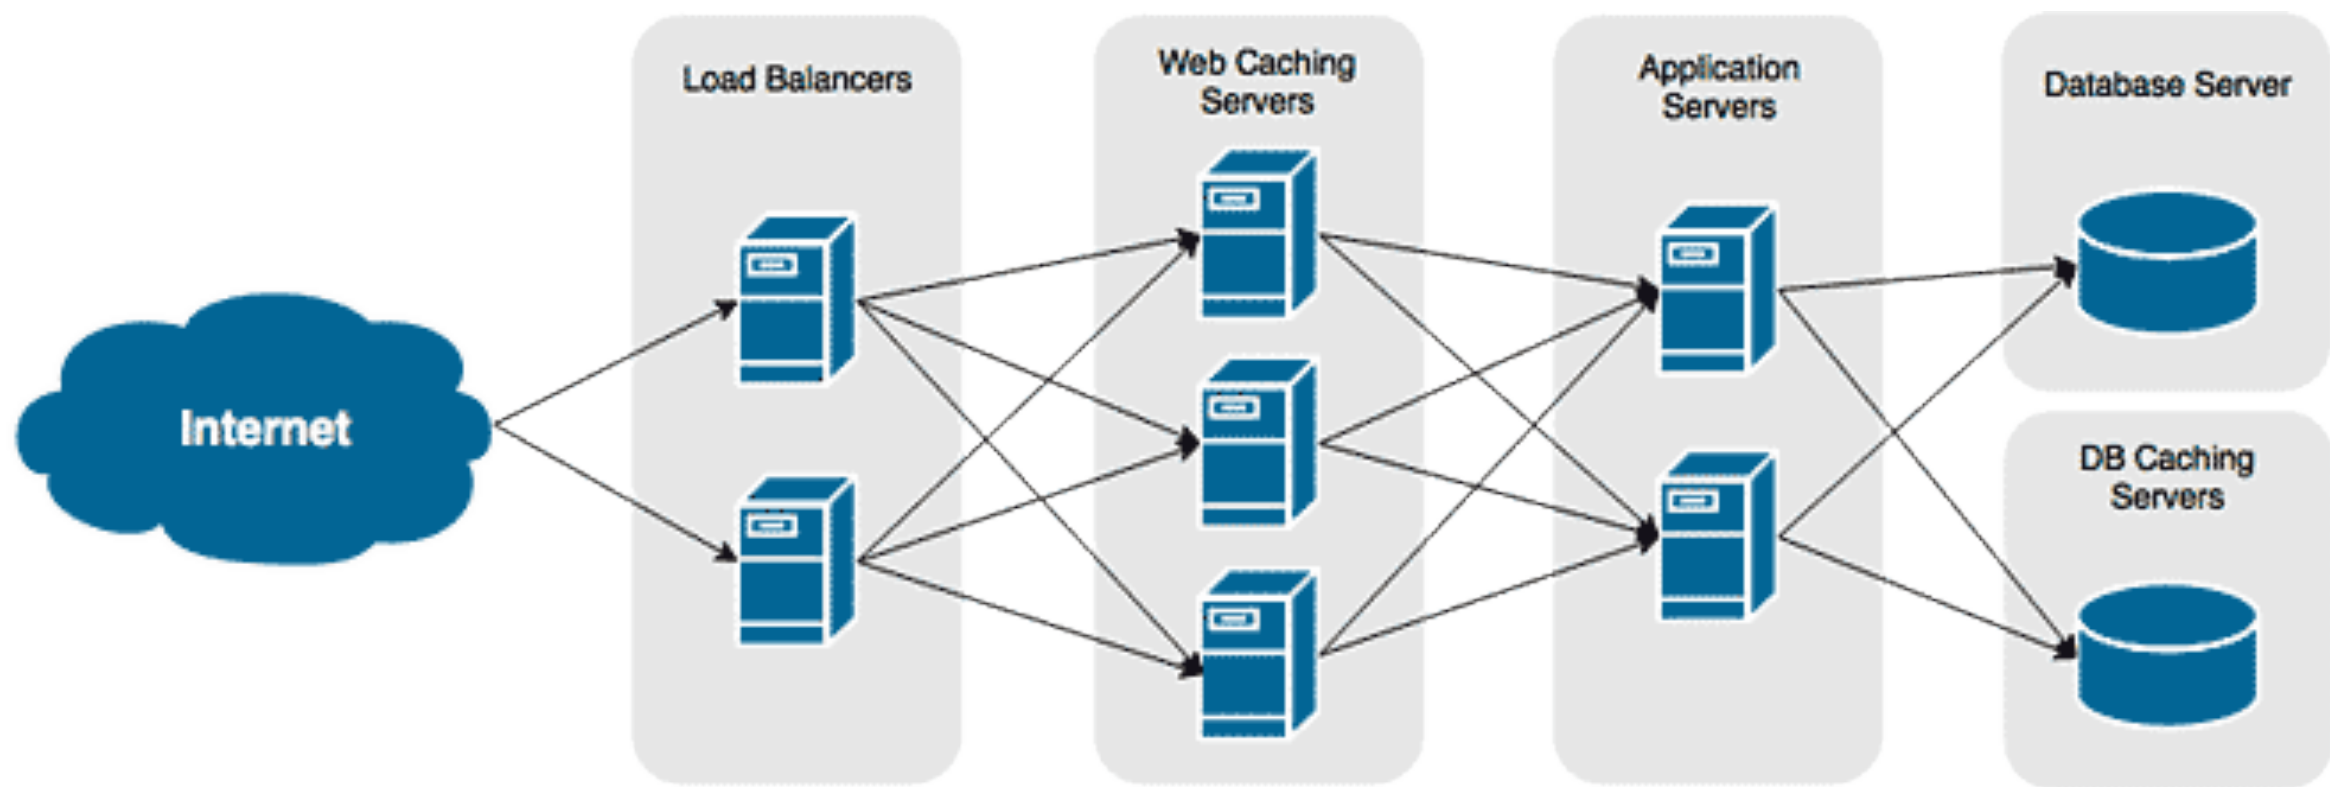 Load Balancers
Web Caching
Servers
Application
Servers
Database Server
Internet
DB Caching
Servers